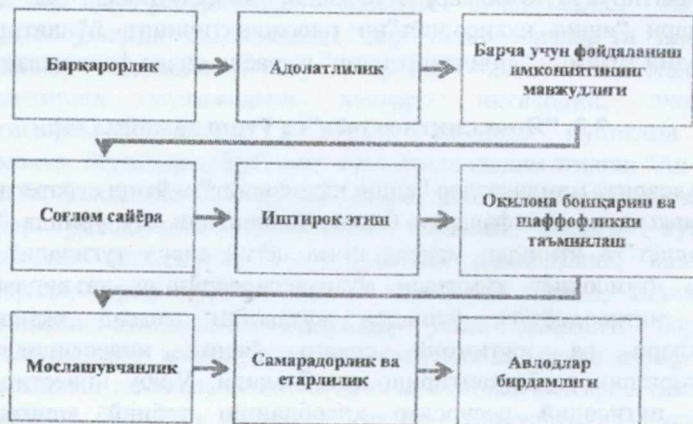 Барқарорлик
Адолатлилик
Барча учун фойдаланиш
имкониятининг
мавжудлиги
Соғлом сайёра
Иштирок этиш
Оқилона бошқариш ва
шаффофликни
таъминлаш
Мослашувчанлик
Самарадорлик ва
етарлилик
Авлодлар
бирдамлиги